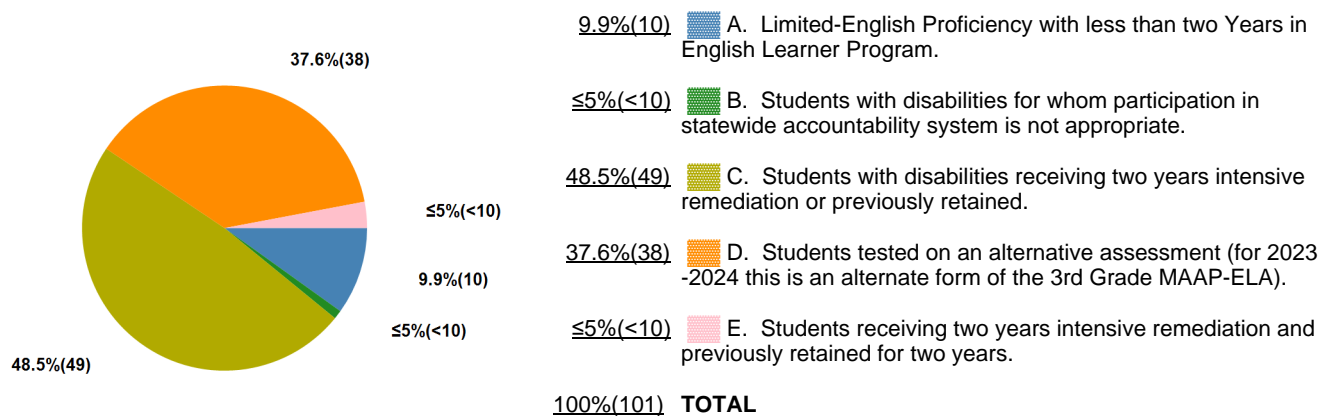 37.6%(38)
≤5%(<10)
9.9%(10)
≤5%(<10)
48.5%(49)
9.9%(10) A. Limited-English Proficiency with less than two Years in
English Learner Program.
≤5%(<10) B. Students with disabilities for whom participation in
statewide accountability system is not appropriate.
48.5%(49) C. Students with disabilities receiving two years intensive
remediation or previously retained.
37.6%(38) D. Students tested on an alternative assessment (for 2023
-2024 this is an alternate form of the 3rd Grade MAAP-ELA).
≤5%(<10) E. Students receiving two years intensive remediation and
previously retained for two years.
100%(101) TOTAL